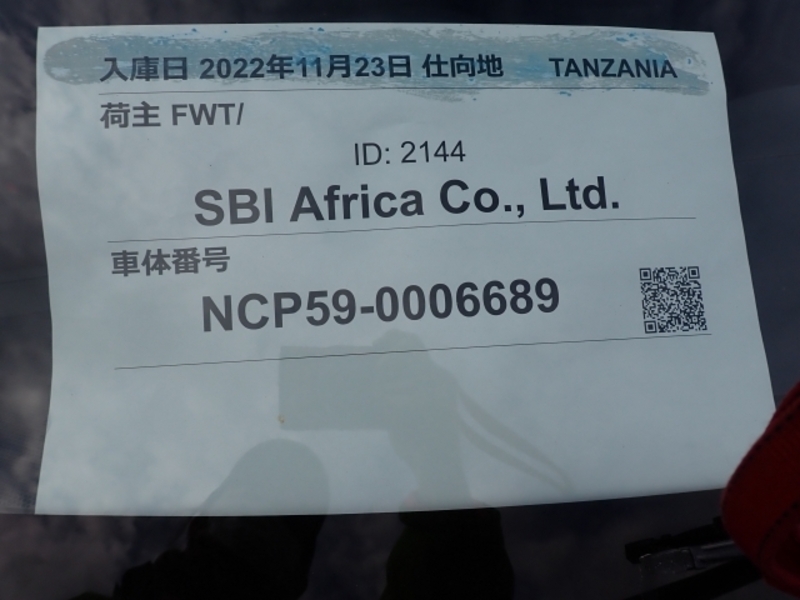 入庫日 2022年11月23日 仕向地 TANZANIA
荷主 FWT/
ID: 2144
SBI Africa Co., Ltd.
車体番号
NCP59-0006689